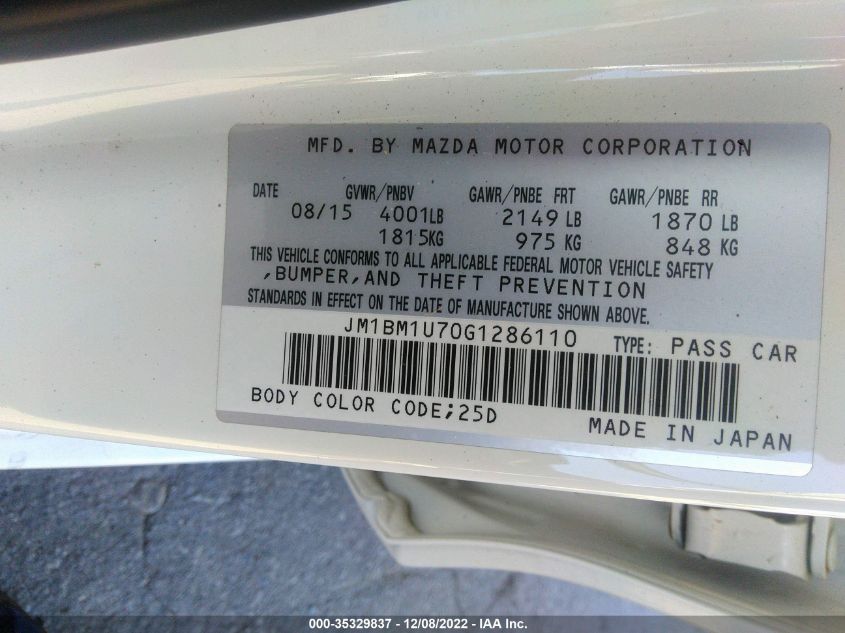 MFD. BY MAZDA MOTOR CORPORATION
DATE GVWR/PNBV GAWR/PNBE FRT GAWR/PNBE RR
08/15 4001LB 2149 LB 1870 LB
1815KG 975 KG 848 KG
THIS VEHICLE CONFORMS TO ALL APPLICABLE FEDERAL MOTOR VEHICLE SAFETY
,BUMPER,AND THEFT PREVENTION
STANDARDS IN EFFECT ON THE DATE OF MANUFACTURE SHOWN ABOVE.
JM1BM1U70G1286110 TYPE: PASS CAR
BODY COLOR CODE;25D MADE IN JAPAN
000-35329837 - 12/08/2022 - IAA Inc.